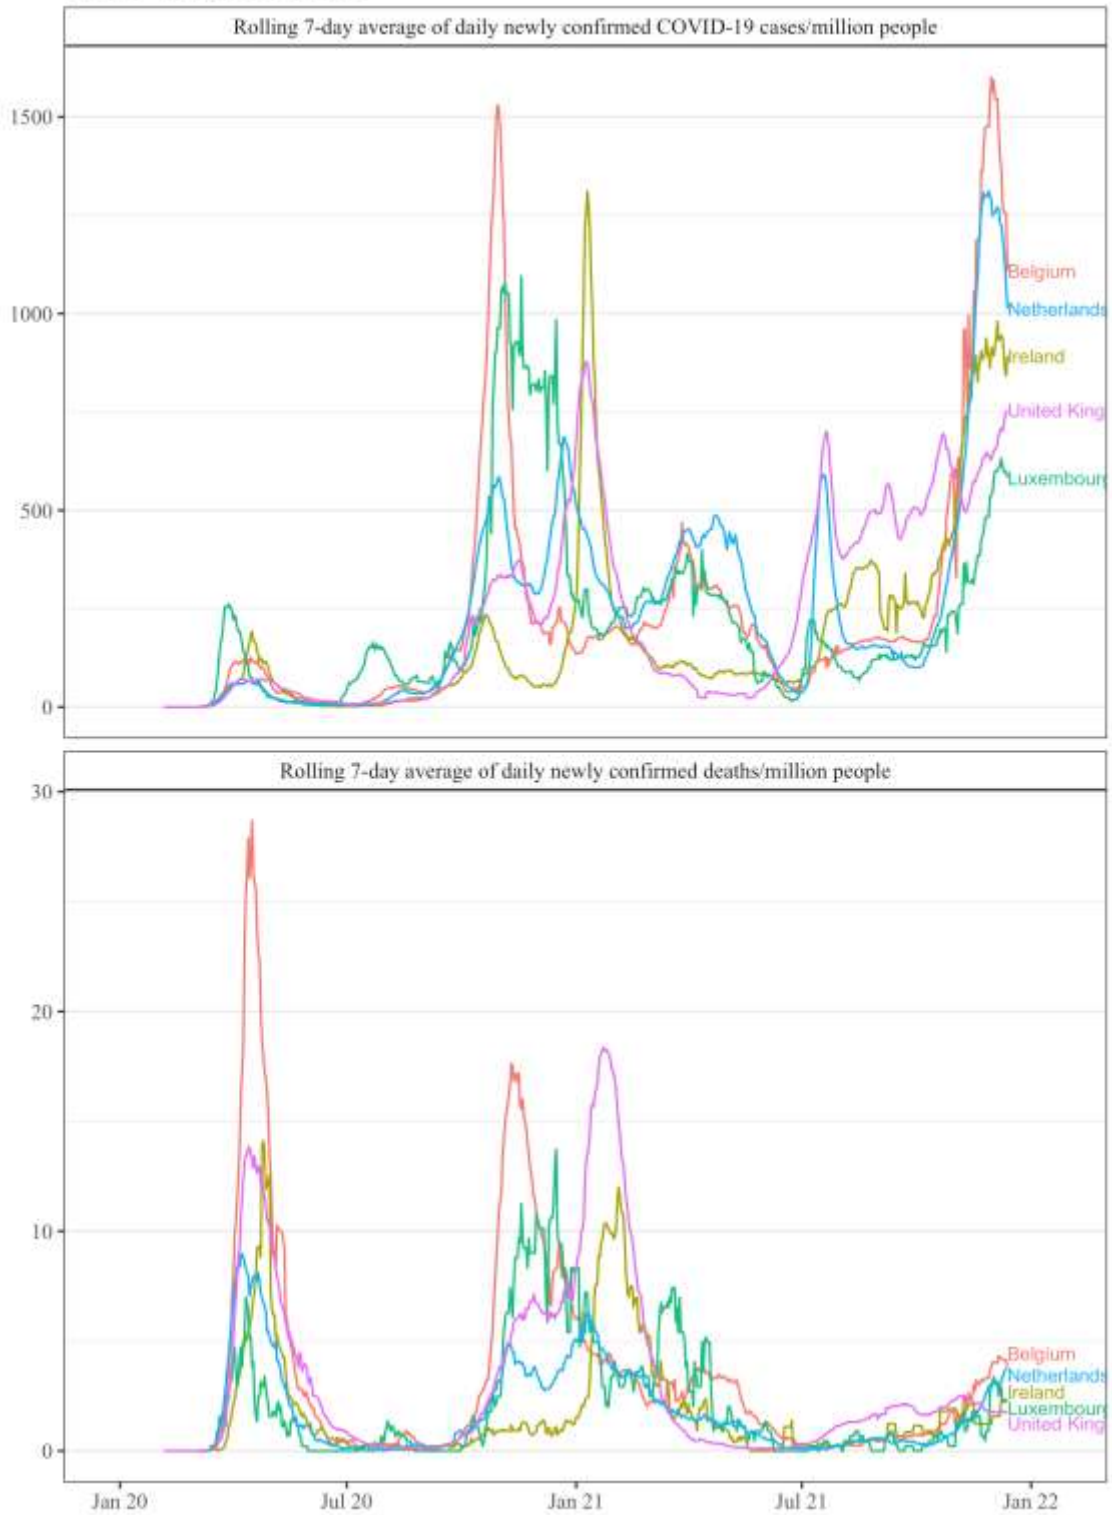 Rolling 7-day average of daily newly confirmed COVID-19 cases/million people
1500
1000
500
0
Belgium
Netherlands
Ireland
United King
Luxembourg
Rolling 7-day average of daily newly confirmed deaths/million people
30
20
10
0
Belgium
Netherlands
Ireland
Luxembourg
United King
Jan 20
Jul 20
Jan 21
Jul 21
Jan 22